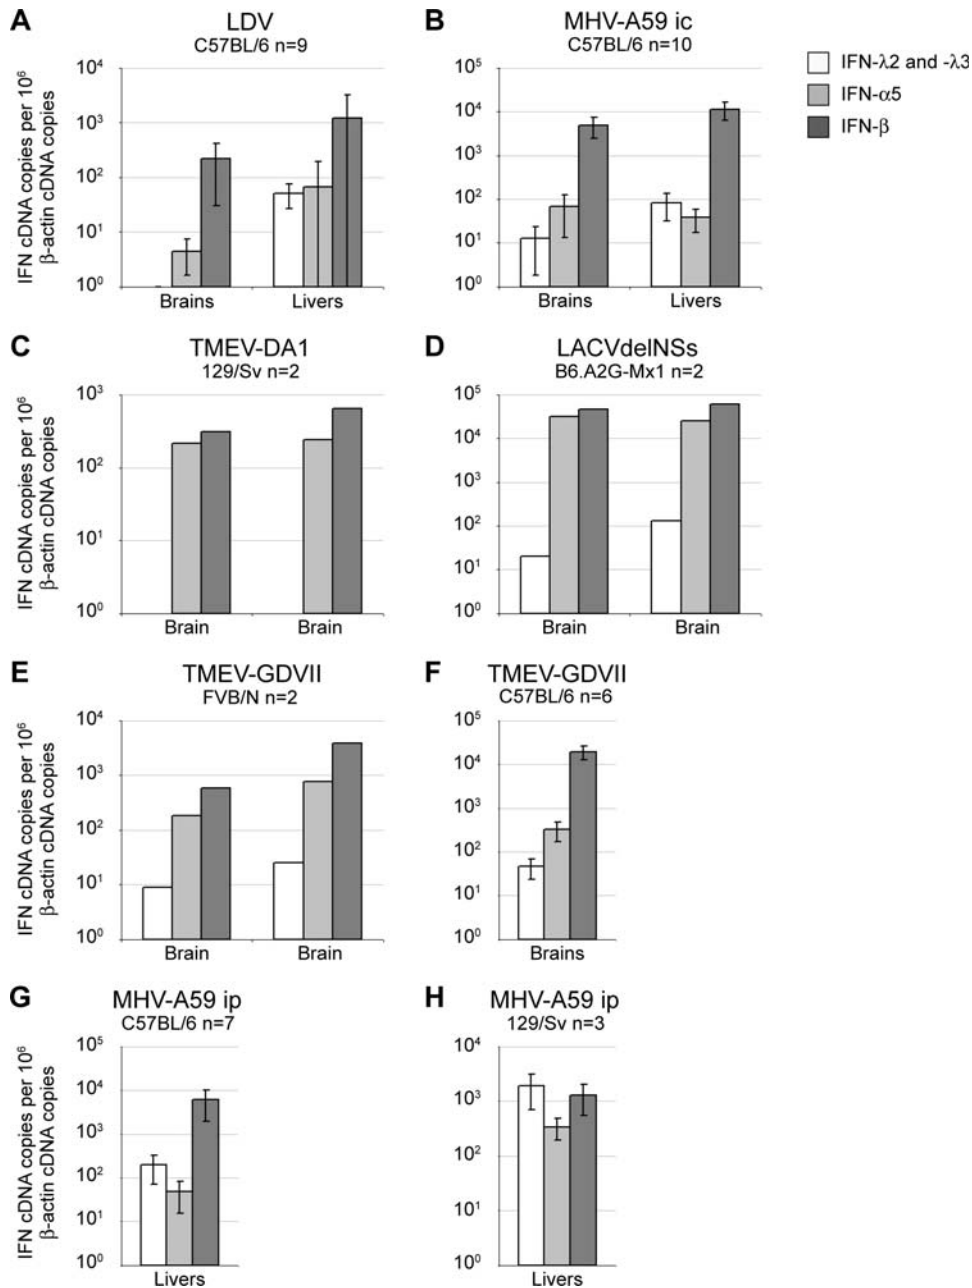 A
LDV
C57BL/6 n=9
IFN cDNA copies per 10⁶
β-actin cDNA copies
10⁴
10³
10²
10¹
10⁰
Brains
Livers
B
MHV-A59 ic
C57BL/6 n=10
10⁵
10⁴
10³
10²
10¹
10⁰
Brains
Livers
IFN-λ2 and -λ3
IFN-α5
IFN-β
C
TMEV-DA1
129/Sv n=2
IFN cDNA copies per 10⁶
β-actin cDNA copies
10³
10²
10¹
10⁰
Brain
Brain
D
LACVdelNSs
B6.A2G-Mx1 n=2
10⁵
10⁴
10³
10²
10¹
10⁰
Brain
Brain
E
TMEV-GDVII
FVB/N n=2
IFN cDNA copies per 10⁶
β-actin cDNA copies
10⁴
10³
10²
10¹
10⁰
Brain
Brain
F
TMEV-GDVII
C57BL/6 n=6
10⁵
10⁴
10³
10²
10¹
10⁰
Brains
G
MHV-A59 ip
C57BL/6 n=7
IFN cDNA copies per 10⁶
β-actin cDNA copies
10⁵
10⁴
10³
10²
10¹
10⁰
Livers
H
MHV-A59 ip
129/Sv n=3
10⁴
10³
10²
10¹
10⁰
Livers